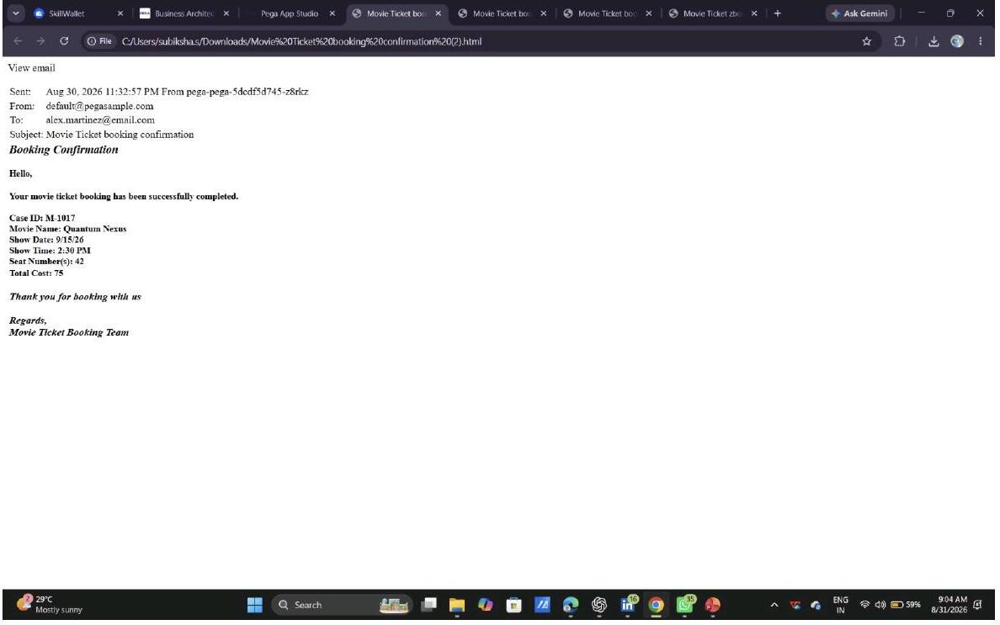 SkillWallet
Business Architec
Pega App Studio
Movie Ticket boo
Movie Ticket boo
Movie Ticket boo
Movie Ticket zbo
Ask Gemini
File
C:/Users/subiksha.s/Downloads/Movie%20Ticket%20booking%20confirmation%20(2).html
View email
Sent: Aug 30, 2026 11:32:57 PM From pega-pega-5dcdf5d745-z8rkz
From: default@pegasample.com
To: alex.martinez@email.com
Subject: Movie Ticket booking confirmation
Booking Confirmation
Hello,
Your movie ticket booking has been successfully completed.
Case ID: M-1017
Movie Name: Quantum Nexus
Show Date: 9/15/26
Show Time: 2:30 PM
Seat Number(s): 42
Total Cost: 75
Thank you for booking with us
Regards,
Movie Ticket Booking Team
2
29°C
Mostly sunny
Search
16
35
ENG
IN
59%
9:04 AM
8/31/2026